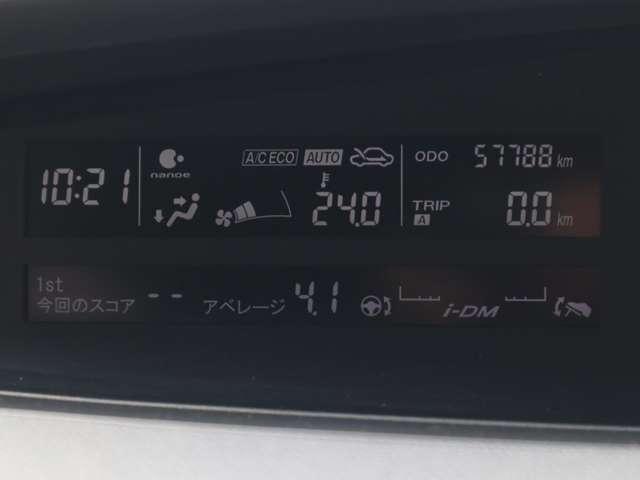 nanoe A/C ECO AUTO ODO 57788 km
10:21 24.0 TRIP A 0.0 km
1st
今回のスコア -- アベレージ 4.1 i-DM